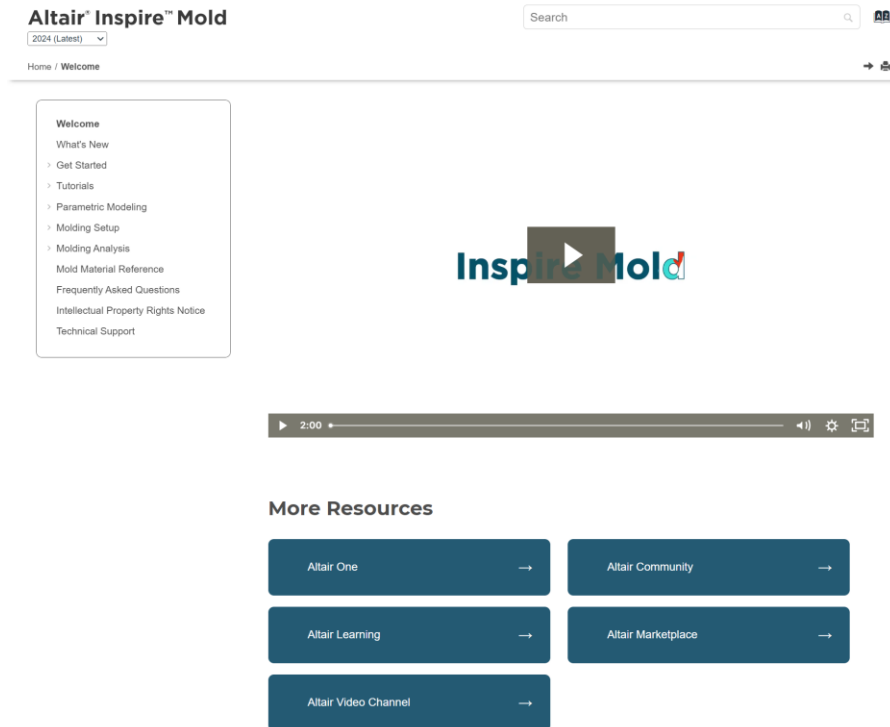 Altair® Inspire™ Mold
Search
2024 (Latest)
Home / Welcome
Welcome
What's New
Get Started
Tutorials
Parametric Modeling
Molding Setup
Molding Analysis
Mold Material Reference
Frequently Asked Questions
Intellectual Property Rights Notice
Technical Support
Inspire Mold
2:00
More Resources
Altair One →
Altair Community →
Altair Learning →
Altair Marketplace →
Altair Video Channel →